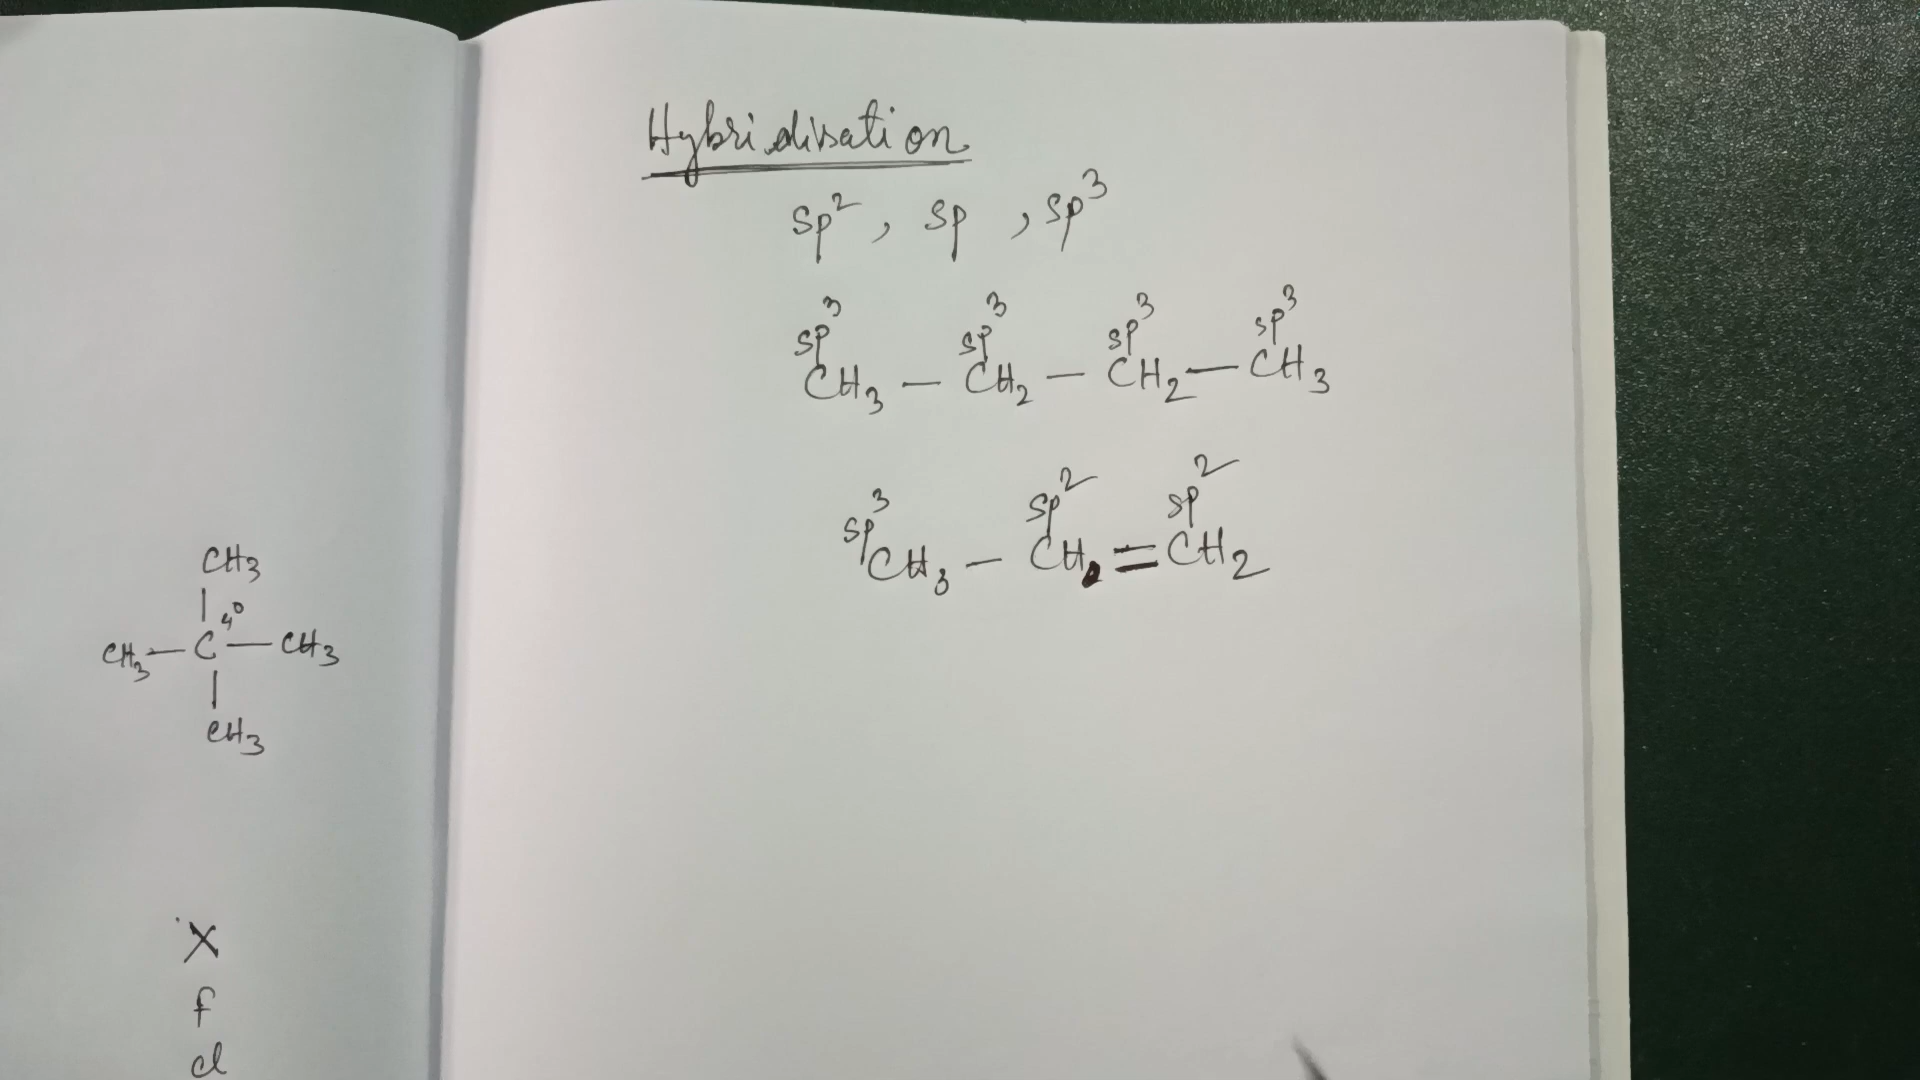 CH3
|
CH3 — C 4° — CH3
|
CH3
X
f
cl
Hybridisation
sp², sp, sp³
sp³ sp³ sp³ sp³
CH3 — CH2 — CH2 — CH3
sp³ sp² sp²
CH3 — CH = CH2